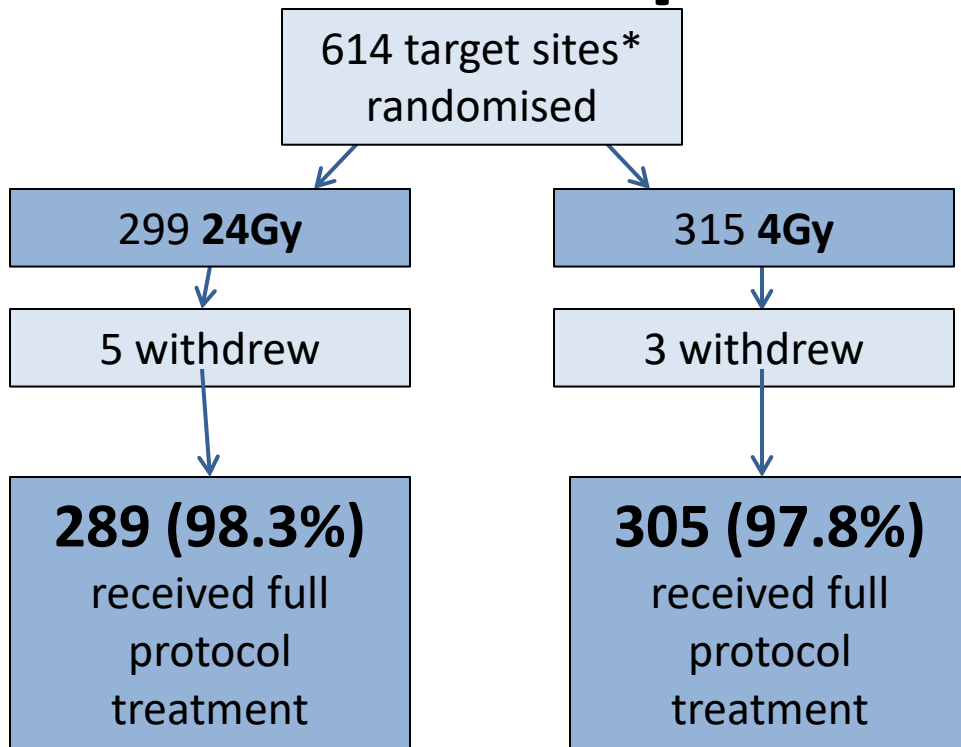 614 target sites*
randomised
299 24Gy
315 4Gy
5 withdrew
3 withdrew
289 (98.3%)
received full
protocol
treatment
305 (97.8%)
received full
protocol
treatment